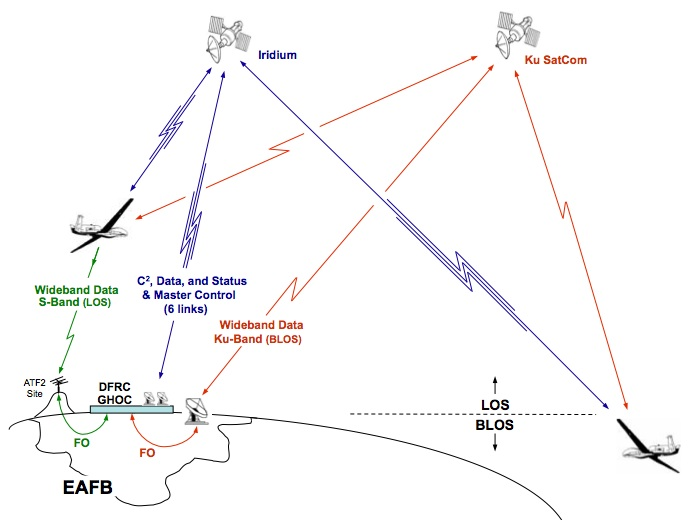 Iridium
Ku SatCom
Wideband Data
S-Band (LOS)
C², Data, and Status
& Master Control
(6 links)
Wideband Data
Ku-Band (BLOS)
ATF2
Site
DFRC
GHOC
LOS
BLOS
FO
FO
EAFB